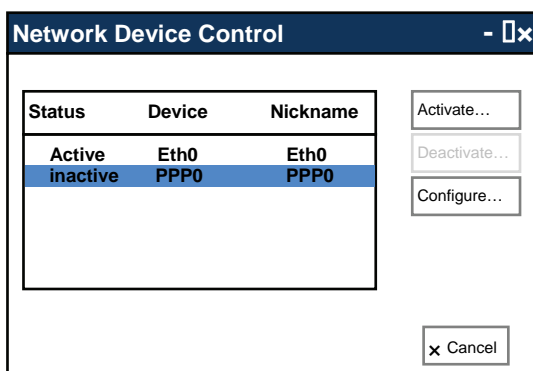 Network Device Control
Status Device Nickname
Active Eth0 Eth0
inactive PPP0 PPP0
Activate…
Deactivate…
Configure…
× Cancel